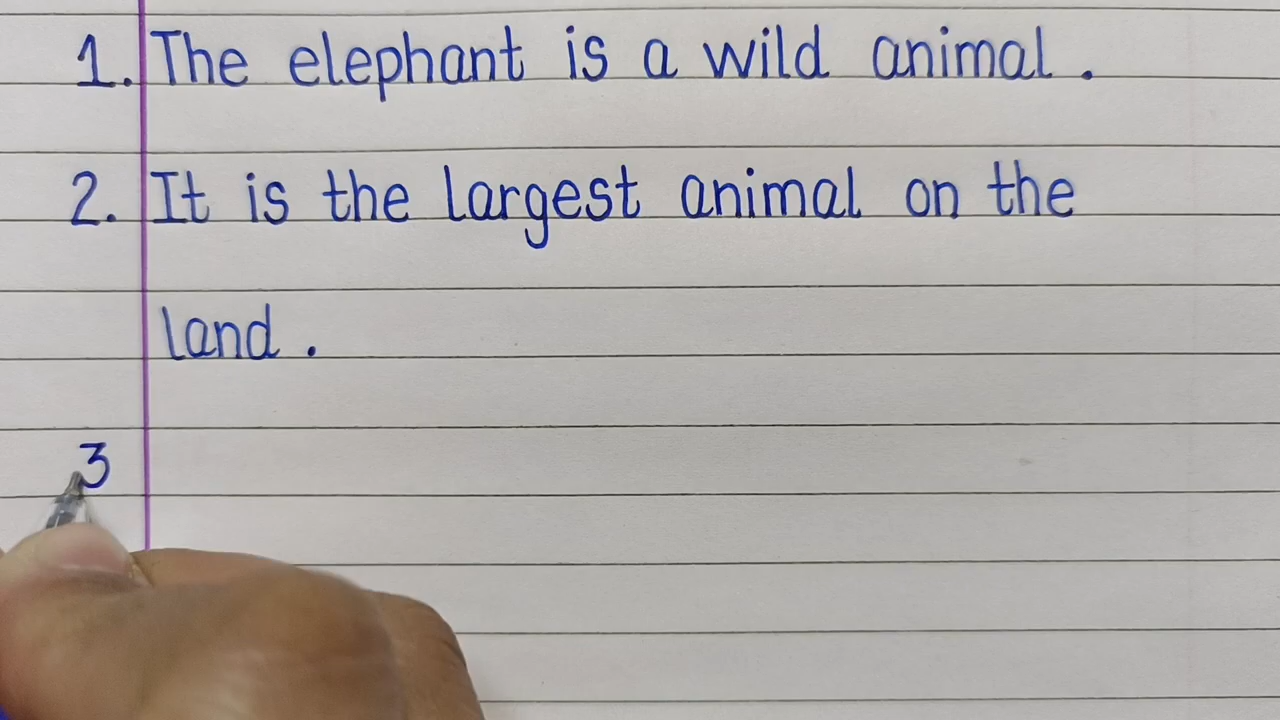 1. The elephant is a wild animal .
2. It is the largest animal on the
land .
3